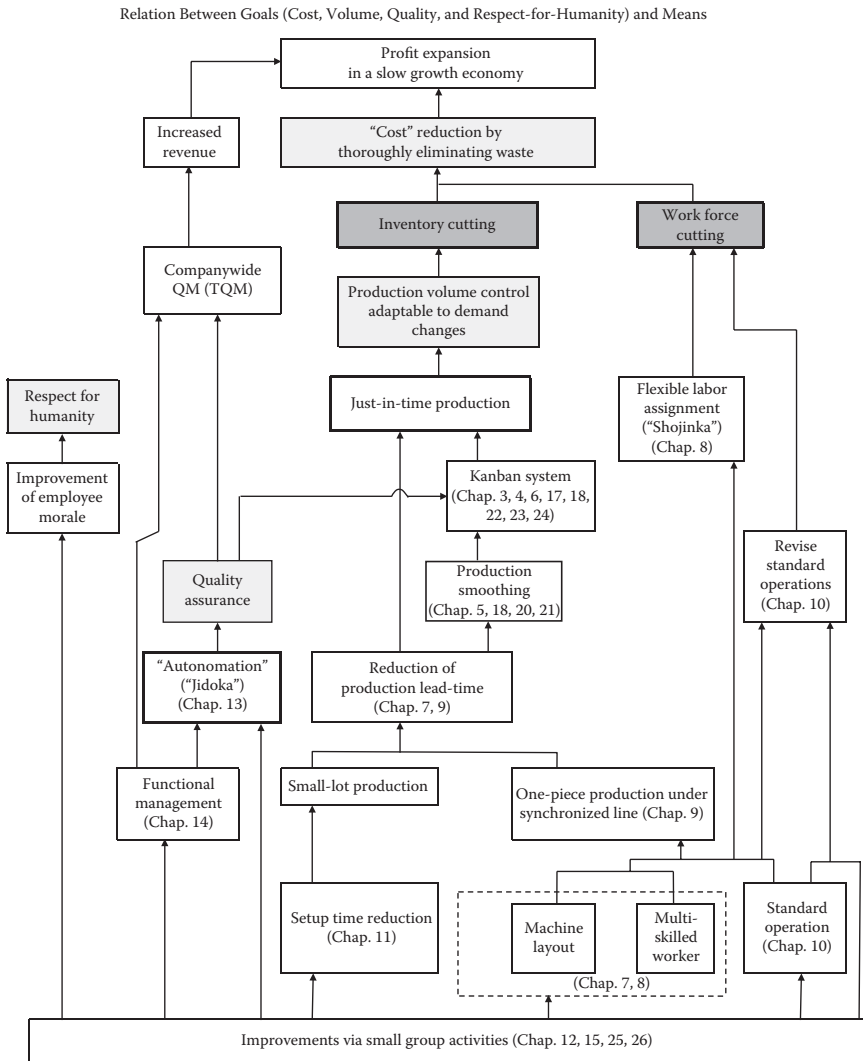 Relation Between Goals (Cost, Volume, Quality, and Respect-for-Humanity) and Means
Profit expansion
in a slow growth economy
Increased
revenue
“Cost” reduction by
thoroughly eliminating waste
Inventory cutting
Work force
cutting
Companywide
QM (TQM)
Production volume control
adaptable to demand
changes
Respect for
humanity
Just-in-time production
Flexible labor
assignment
(“Shojinka”)
(Chap. 8)
Improvement
of employee
morale
Kanban system
(Chap. 3, 4, 6, 17, 18,
22, 23, 24)
Quality
assurance
Production
smoothing
(Chap. 5, 18, 20, 21)
Revise
standard
operations
(Chap. 10)
“Autonomation”
(“Jidoka”)
(Chap. 13)
Reduction of
production lead-time
(Chap. 7, 9)
Functional
management
(Chap. 14)
Small-lot production
One-piece production under
synchronized line (Chap. 9)
Setup time reduction
(Chap. 11)
Machine
layout
Multi-
skilled
worker
(Chap. 7, 8)
Standard
operation
(Chap. 10)
Improvements via small group activities (Chap. 12, 15, 25, 26)